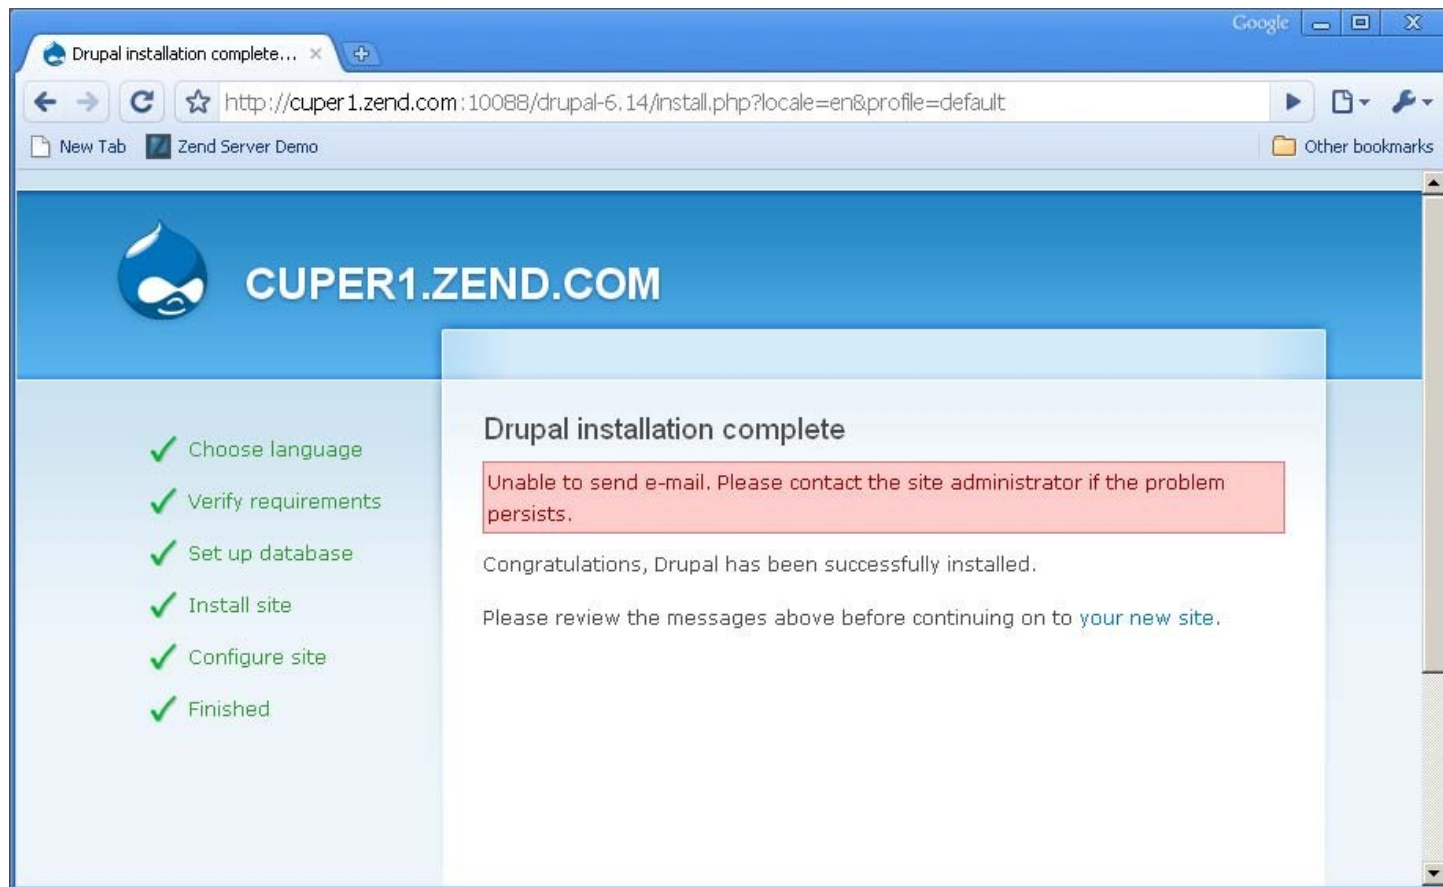 Google
Drupal installation complete...
http://cuper1.zend.com:10088/drupal-6.14/install.php?locale=en&profile=default
New Tab
Zend Server Demo
Other bookmarks
CUPER1.ZEND.COM
Choose language
Verify requirements
Set up database
Install site
Configure site
Finished
Drupal installation complete
Unable to send e-mail. Please contact the site administrator if the problem
persists.
Congratulations, Drupal has been successfully installed.
Please review the messages above before continuing on to your new site.